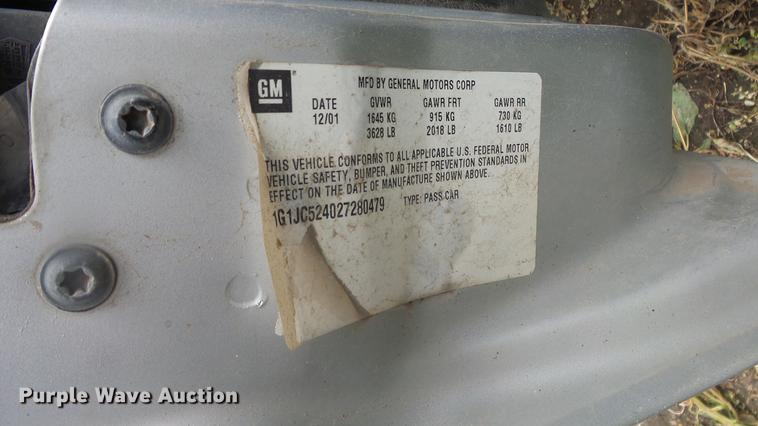 GM
MFD BY GENERAL MOTORS CORP
DATE GVWR GAWR FRT GAWR RR
12/01 1645 KG 915 KG 730 KG
3628 LB 2018 LB 1610 LB
THIS VEHICLE CONFORMS TO ALL APPLICABLE U.S. FEDERAL MOTOR
VEHICLE SAFETY, BUMPER, AND THEFT PREVENTION STANDARDS IN
EFFECT ON THE DATE OF MANUFACTURE SHOWN ABOVE.
1G1JC524027280479 TYPE: PASS CAR
Purple Wave Auction